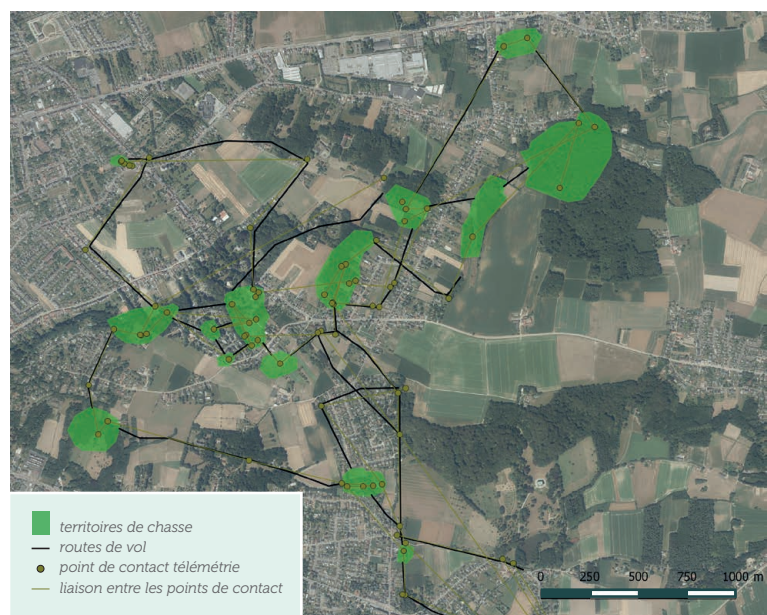 territoires de chasse
routes de vol
point de contact télémétrie
liaison entre les points de contact
0 250 500 750 1000 m